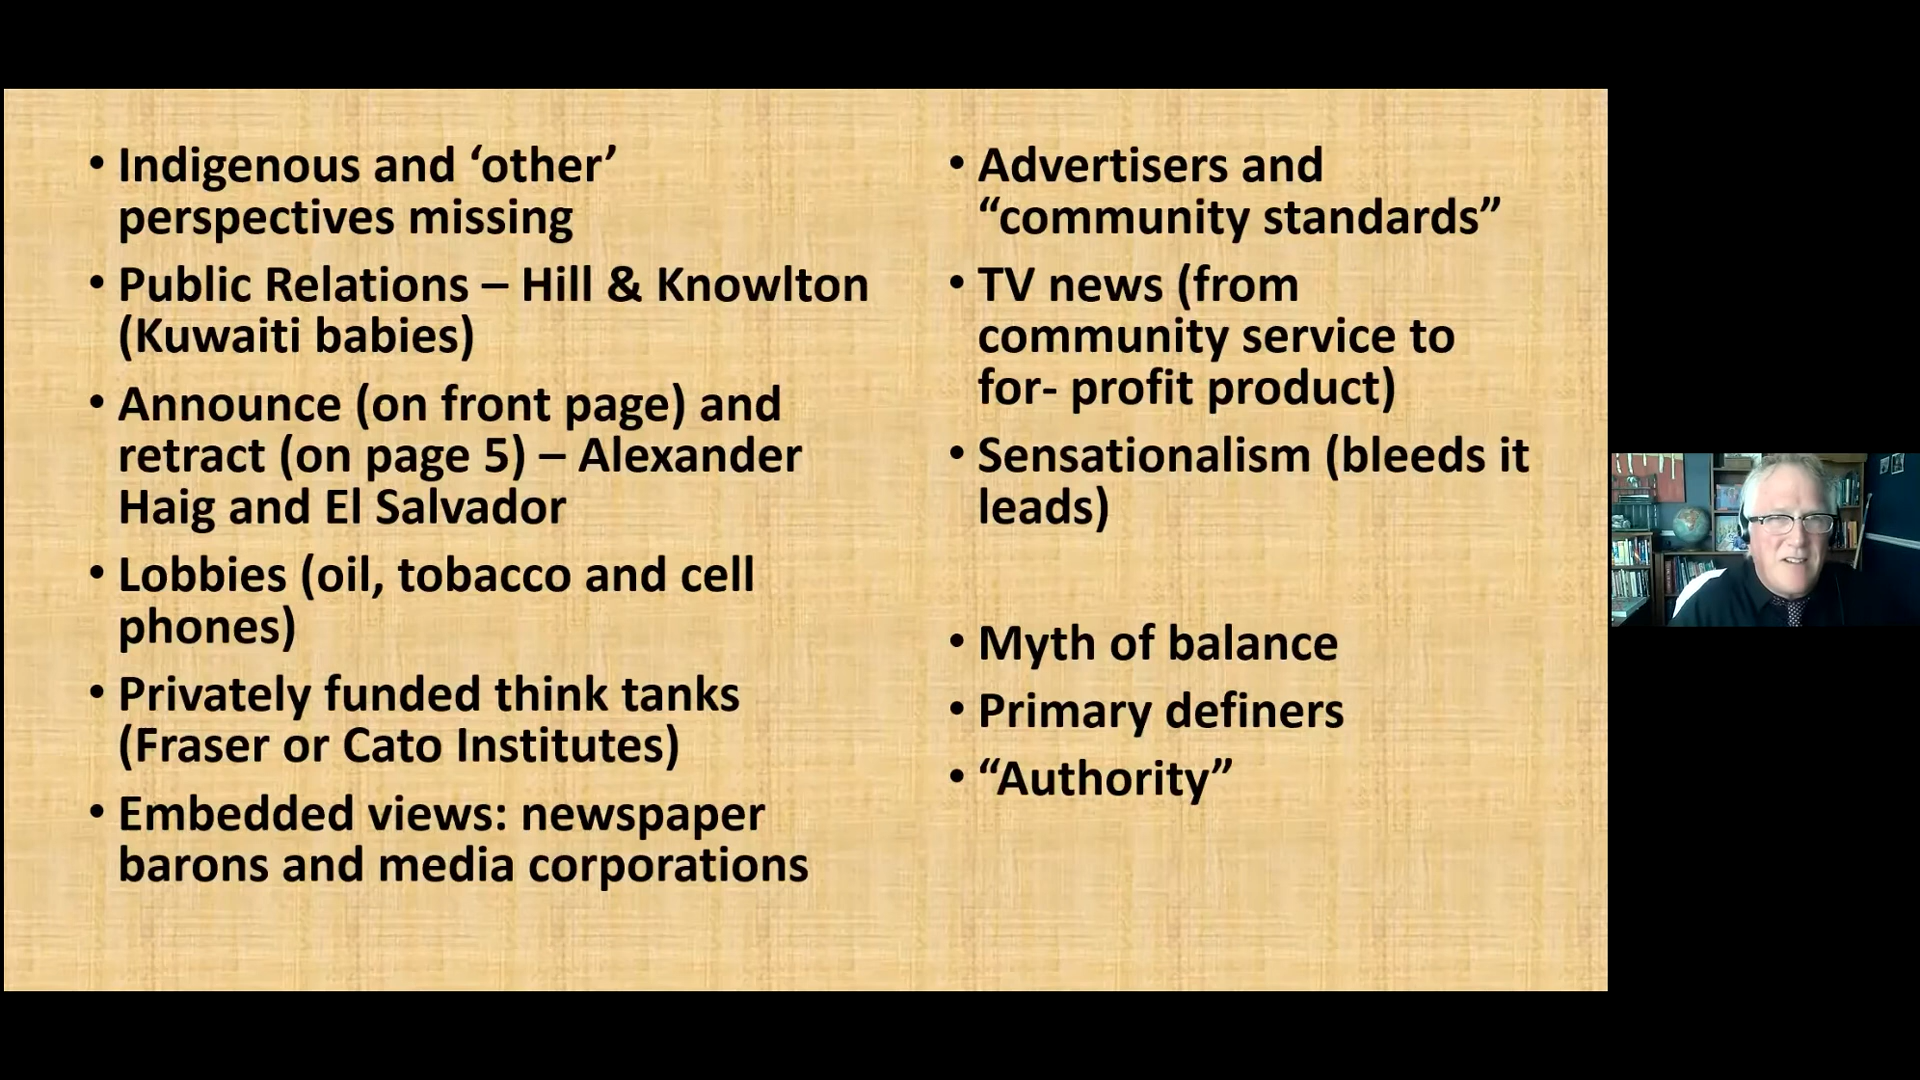 • Indigenous and ‘other’
perspectives missing
• Public Relations – Hill & Knowlton
(Kuwaiti babies)
• Announce (on front page) and
retract (on page 5) – Alexander
Haig and El Salvador
• Lobbies (oil, tobacco and cell
phones)
• Privately funded think tanks
(Fraser or Cato Institutes)
• Embedded views: newspaper
barons and media corporations
• Advertisers and
“community standards”
• TV news (from
community service to
for- profit product)
• Sensationalism (bleeds it
leads)
• Myth of balance
• Primary definers
• “Authority”